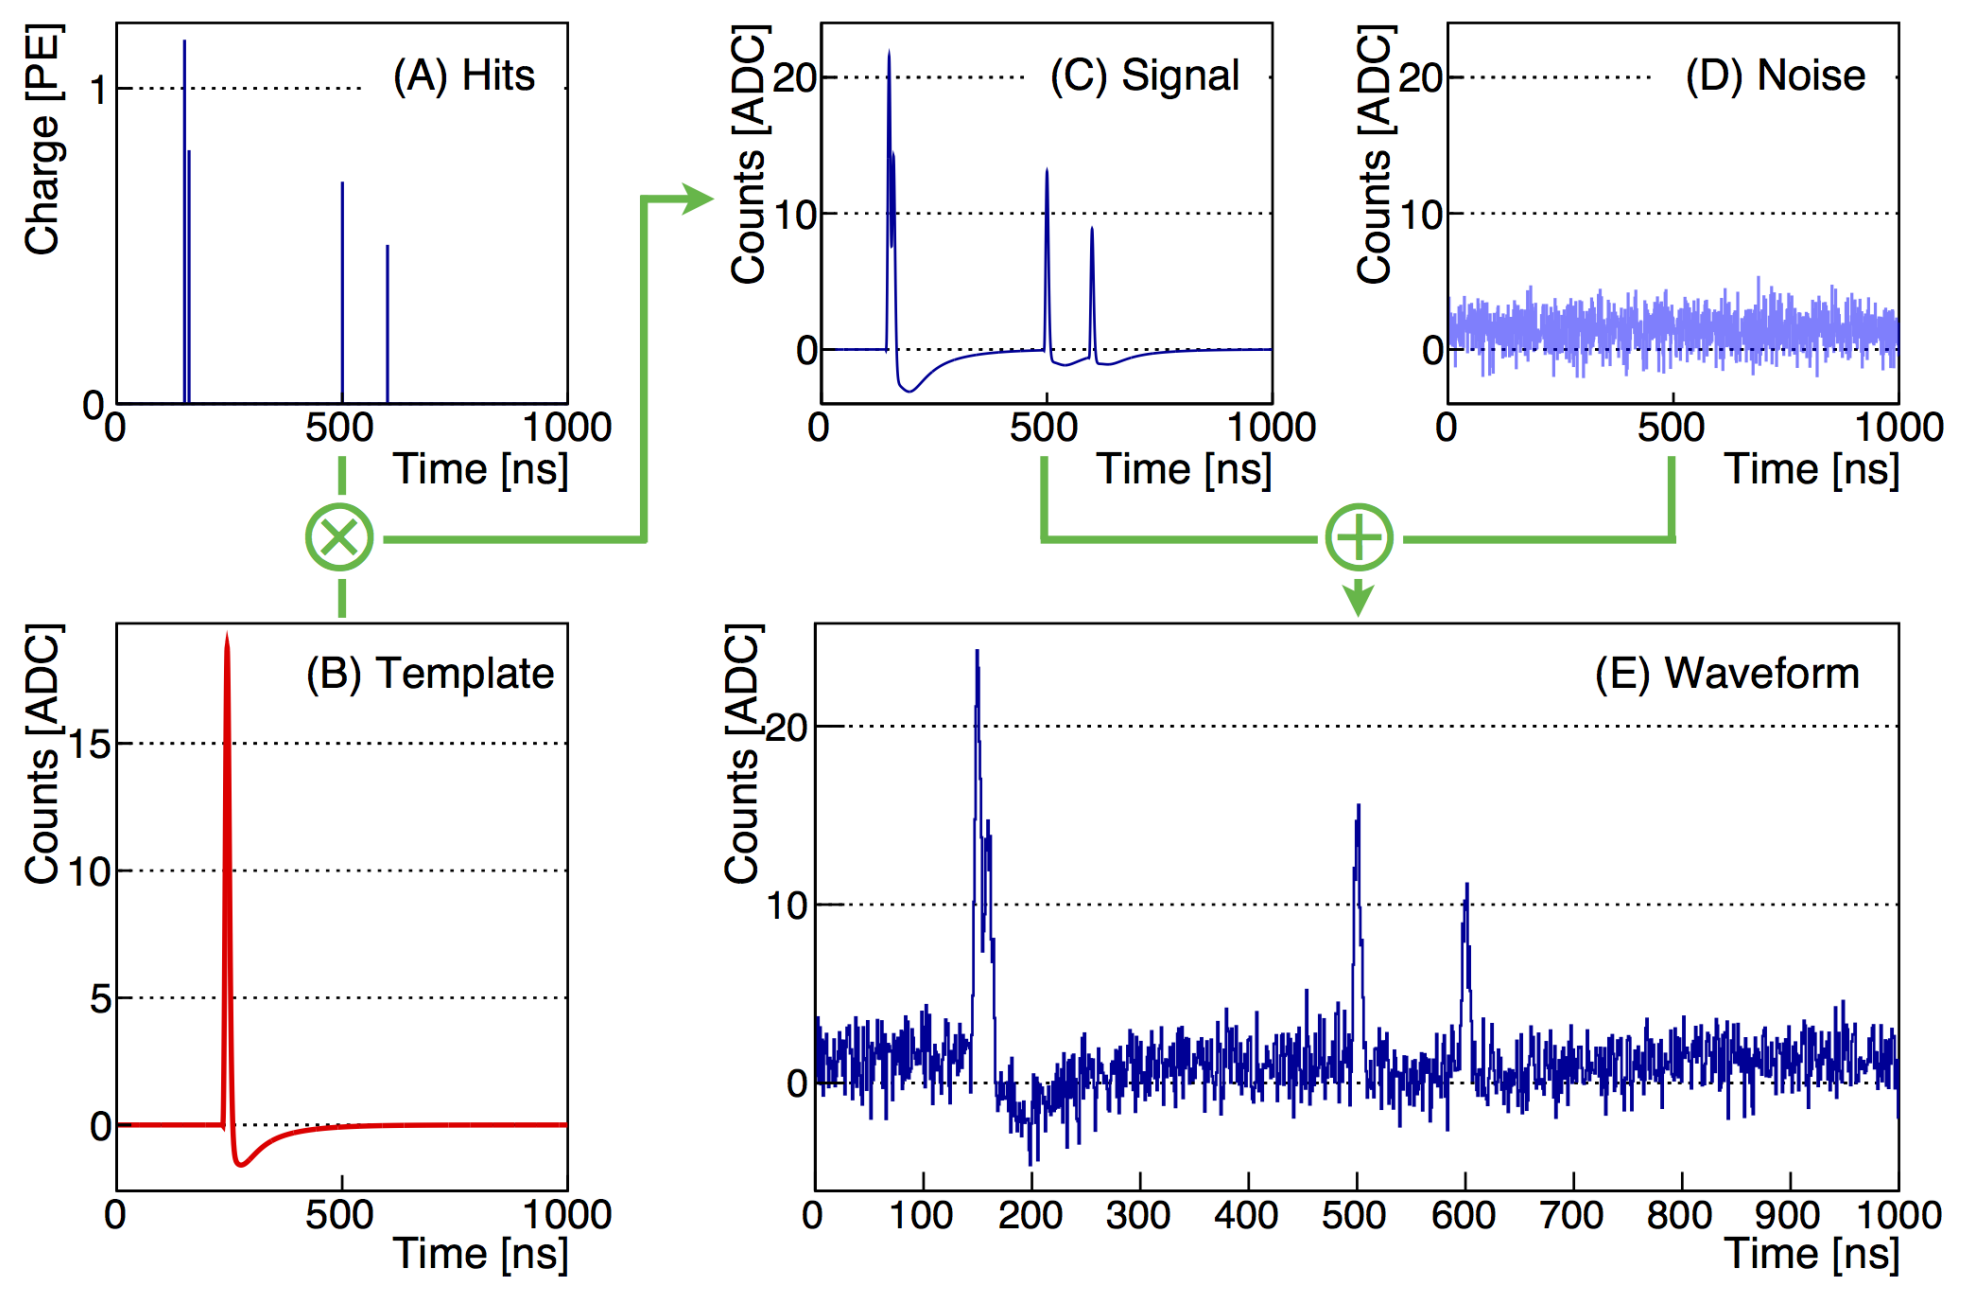 (A) Hits
Charge [PE]
1
0
0 500 1000
Time [ns]
(C) Signal
Counts [ADC]
20
10
0
0 500 1000
Time [ns]
(D) Noise
Counts [ADC]
20
10
0
0 500 1000
Time [ns]
(B) Template
Counts [ADC]
15
10
5
0
0 500 1000
Time [ns]
(E) Waveform
Counts [ADC]
20
10
0
0 100 200 300 400 500 600 700 800 900 1000
Time [ns]